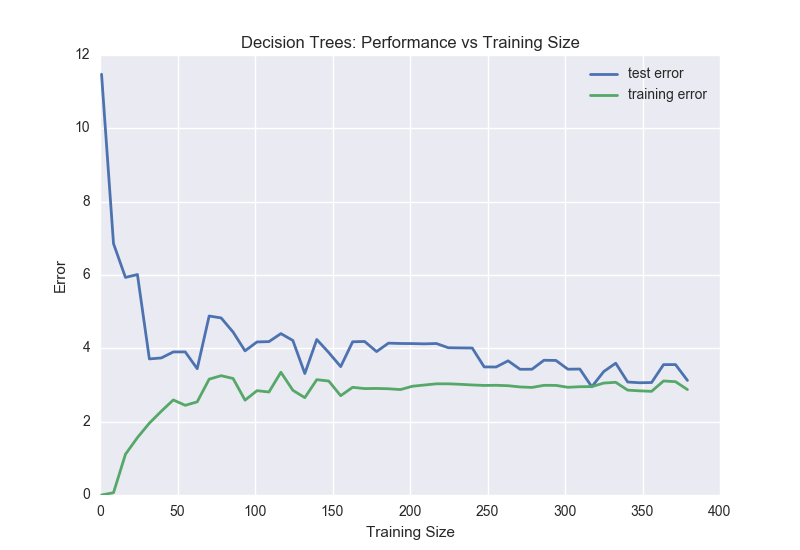 Decision Trees: Performance vs Training Size
12
10
8
6
4
2
0
Error
test error
training error
0 50 100 150 200 250 300 350 400
Training Size